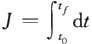 J = ∫_{t_0}^{t_f} dt